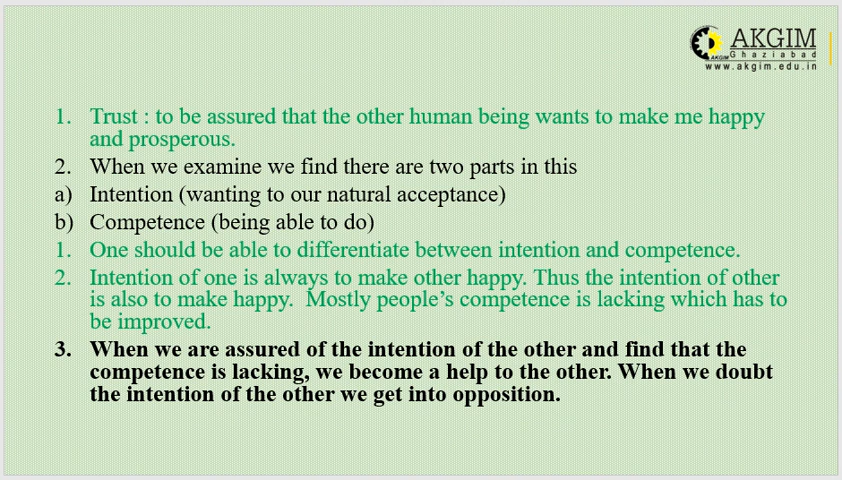 AKGIM
AKGIM
Ghaziabad
www.akgim.edu.in
1. Trust : to be assured that the other human being wants to make me happy
and prosperous.
2. When we examine we find there are two parts in this
a) Intention (wanting to our natural acceptance)
b) Competence (being able to do)
1. One should be able to differentiate between intention and competence.
2. Intention of one is always to make other happy. Thus the intention of other
is also to make happy. Mostly people's competence is lacking which has to
be improved.
3. When we are assured of the intention of the other and find that the
competence is lacking, we become a help to the other. When we doubt
the intention of the other we get into opposition.